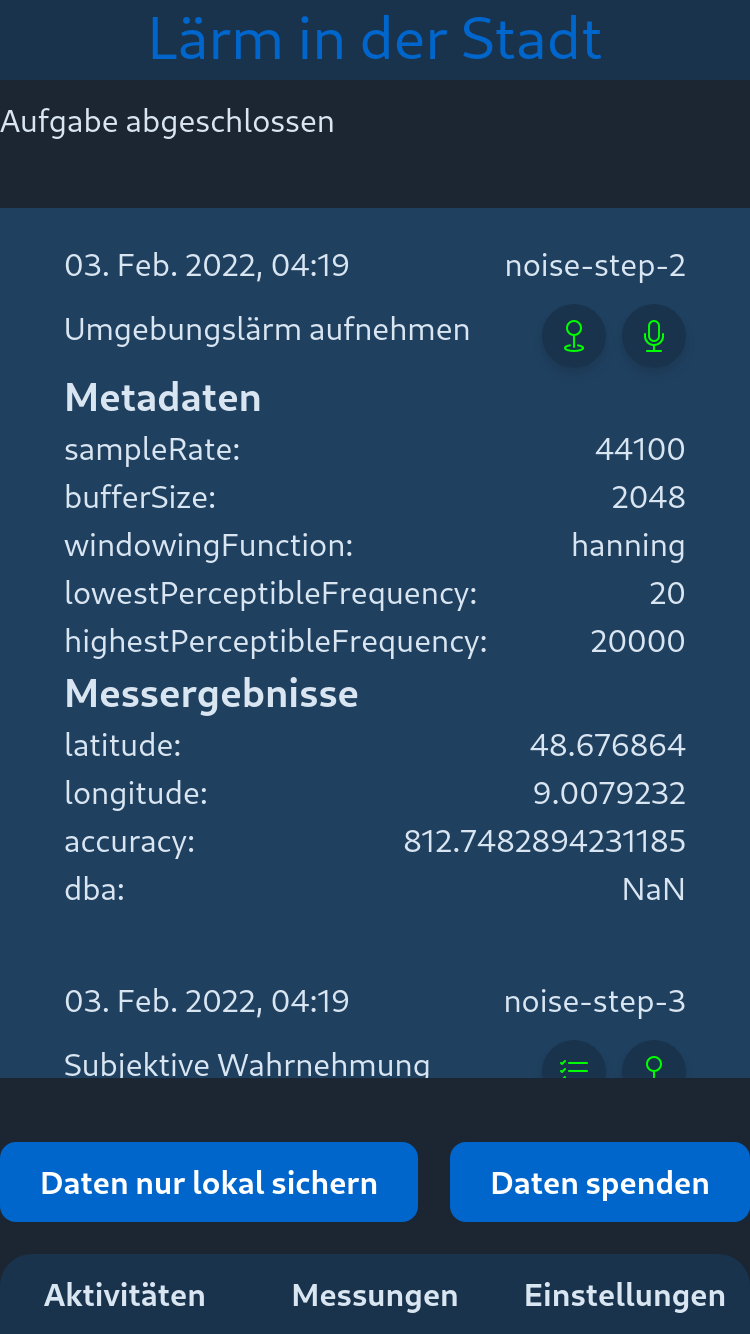 Lärm in der Stadt
Aufgabe abgeschlossen
03. Feb. 2022, 04:19 noise-step-2
Umgebungslärm aufnehmen
Metadaten
sampleRate: 44100
bufferSize: 2048
windowingFunction: hanning
lowestPerceptibleFrequency: 20
highestPerceptibleFrequency: 20000
Messergebnisse
latitude: 48.676864
longitude: 9.0079232
accuracy: 812.7482894231185
dba: NaN
03. Feb. 2022, 04:19 noise-step-3
Subjektive Wahrnehmung
Daten nur lokal sichern Daten spenden
Aktivitäten Messungen Einstellungen